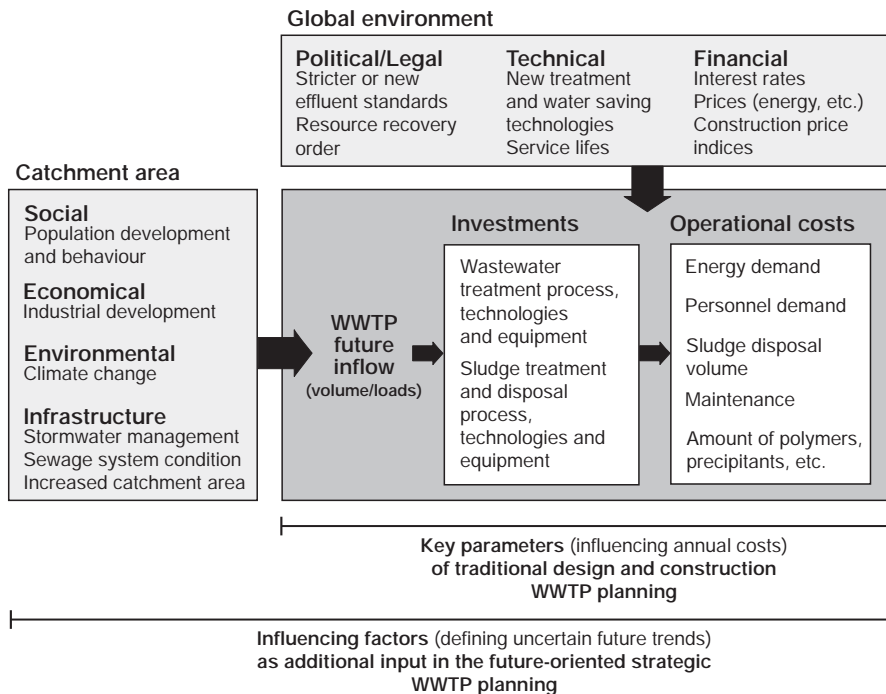 Global environment
Political/Legal
Stricter or new
effluent standards
Resource recovery
order
Technical
New treatment
and water saving
technologies
Service lifes
Financial
Interest rates
Prices (energy, etc.)
Construction price
indices
Catchment area
Social
Population development
and behaviour
Economical
Industrial development
Environmental
Climate change
Infrastructure
Stormwater management
Sewage system condition
Increased catchment area
WWTP
future
inflow
(volume/loads)
Investments
Wastewater
treatment process,
technologies
and equipment
Sludge treatment
and disposal
process,
technologies and
equipment
Operational costs
Energy demand
Personnel demand
Sludge disposal
volume
Maintenance
Amount of polymers,
precipitants, etc.
Key parameters (influencing annual costs)
of traditional design and construction
WWTP planning
Influencing factors (defining uncertain future trends)
as additional input in the future-oriented strategic
WWTP planning